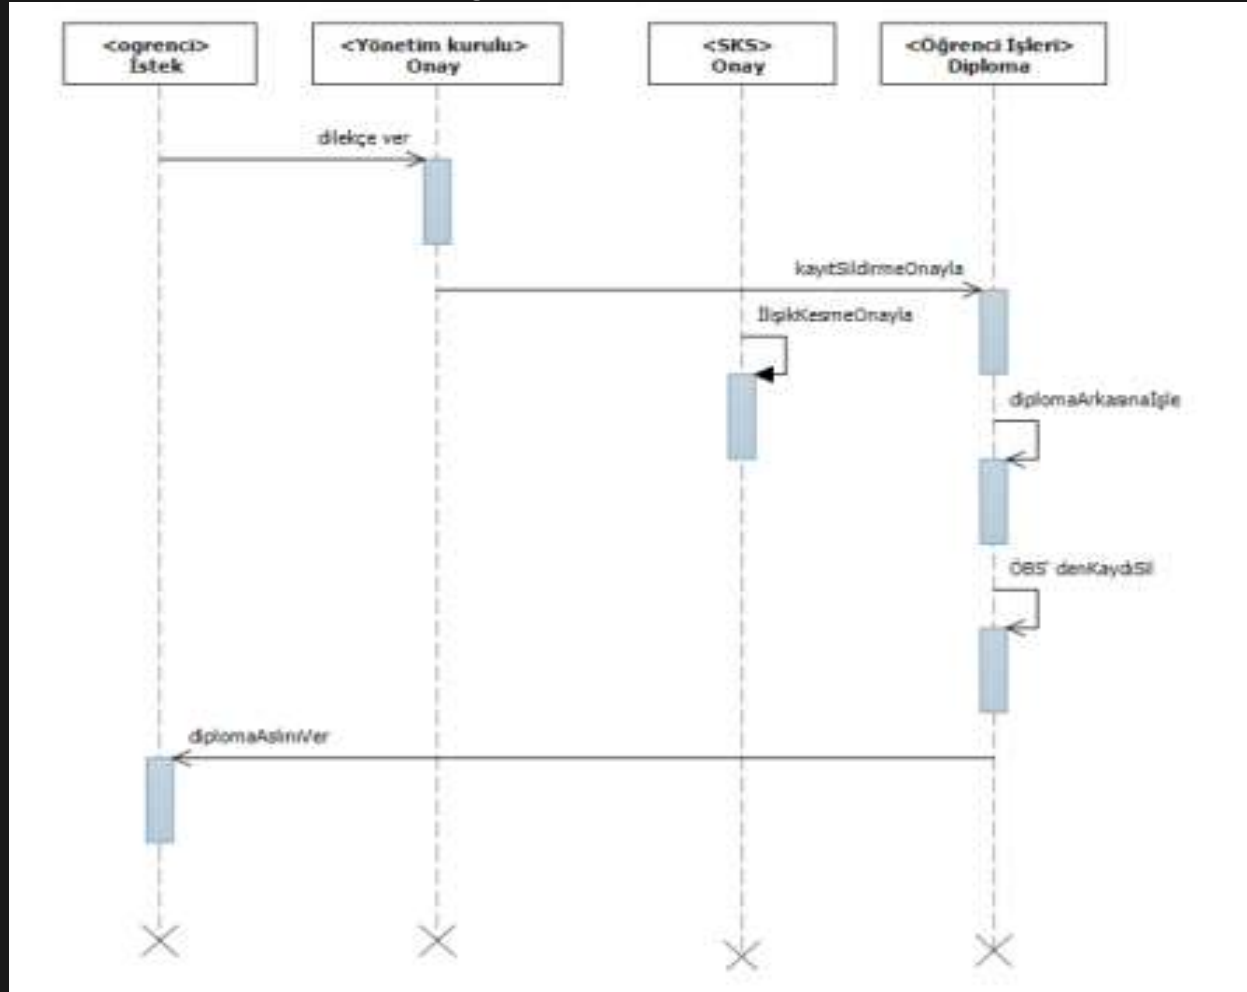 <ogrenci>
İstek
<Yönetim kurulu>
Onay
<SKS>
Onay
<Öğrenci İşleri>
Diploma
dilekçe ver
kayıtSildirmeOnayla
İlişikKesmeOnayla
diplomaArkasınaİşle
ÖBS' denKaydıSil
diplomaAslınıVer